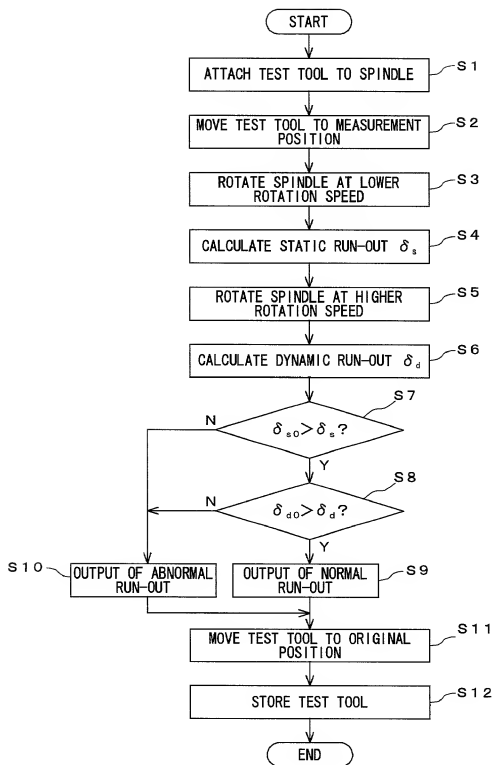 START
S1
ATTACH TEST TOOL TO SPINDLE
S2
MOVE TEST TOOL TO MEASUREMENT
POSITION
S3
ROTATE SPINDLE AT LOWER
ROTATION SPEED
S4
CALCULATE STATIC RUN-OUT δs
S5
ROTATE SPINDLE AT HIGHER
ROTATION SPEED
S6
CALCULATE DYNAMIC RUN-OUT δd
S7
N
δs0>δs?
Y
S8
N
δd0>δd?
Y
S10
OUTPUT OF ABNORMAL
RUN-OUT
OUTPUT OF NORMAL
RUN-OUT
S9
S11
MOVE TEST TOOL TO ORIGINAL
POSITION
S12
STORE TEST TOOL
END